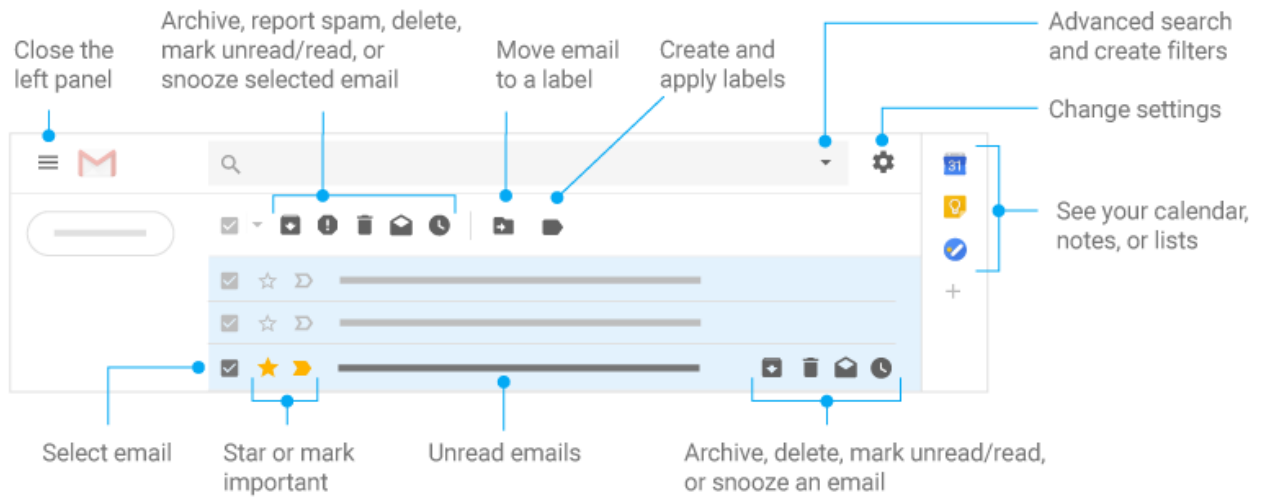 Archive, report spam, delete,
mark unread/read, or
snooze selected email
Close the
left panel
Move email
to a label
Create and
apply labels
Advanced search
and create filters
Change settings
31
See your calendar,
notes, or lists
Select email
Star or mark
important
Unread emails
Archive, delete, mark unread/read,
or snooze an email